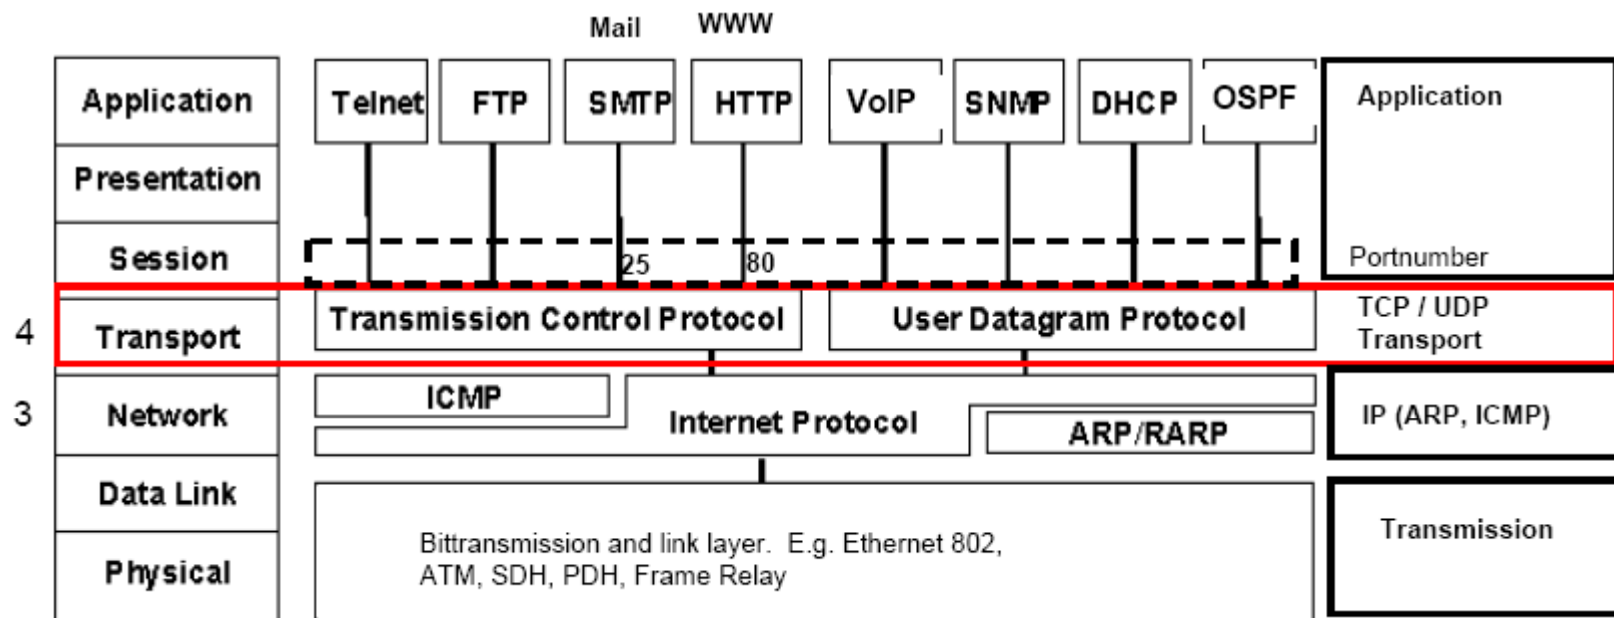 Mail WWW
Application Telnet FTP SMTP HTTP VoIP SNMP DHCP OSPF Application
Presentation
Session 25 80 Portnumber
4 Transport Transmission Control Protocol User Datagram Protocol TCP / UDP
Transport
3 Network ICMP Internet Protocol ARP/RARP IP (ARP, ICMP)
Data Link
Physical
Bittransmission and link layer. E.g. Ethernet 802,
ATM, SDH, PDH, Frame Relay
Transmission